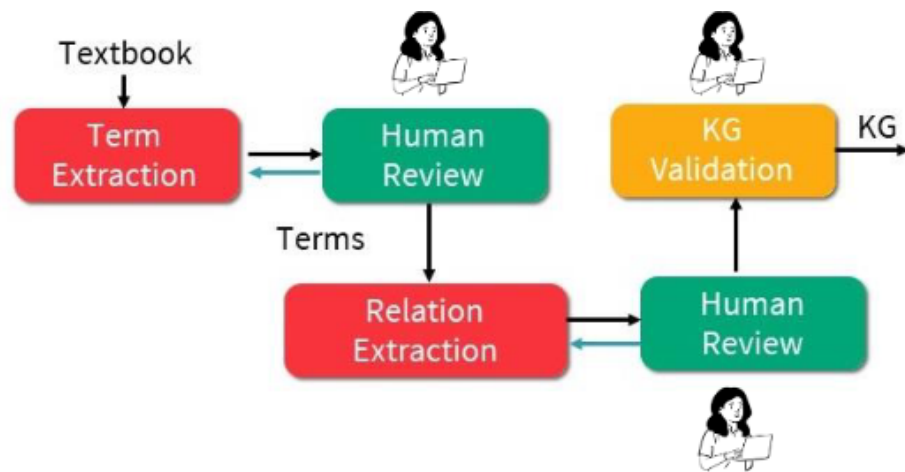 Textbook
Term
Extraction
Human
Review
Terms
Relation
Extraction
Human
Review
KG
Validation
KG